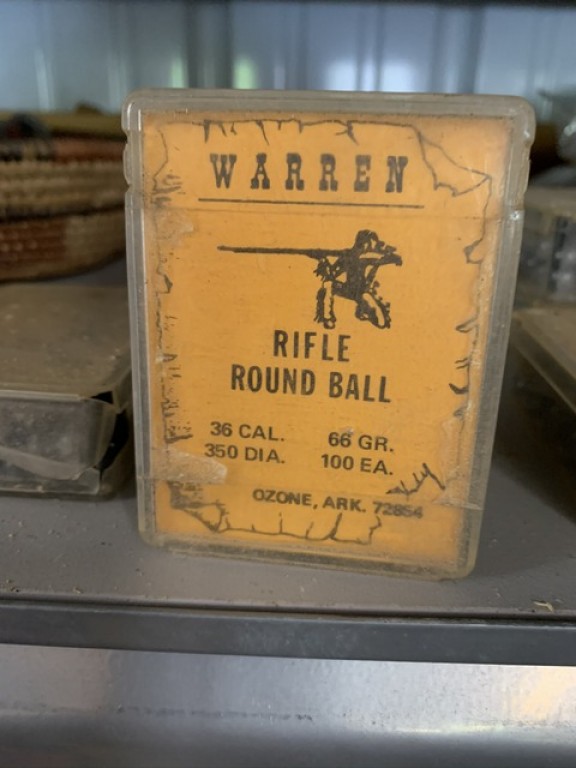 WARREN
RIFLE
ROUND BALL
36 CAL. 66 GR.
350 DIA. 100 EA.
OZONE, ARK. 72854